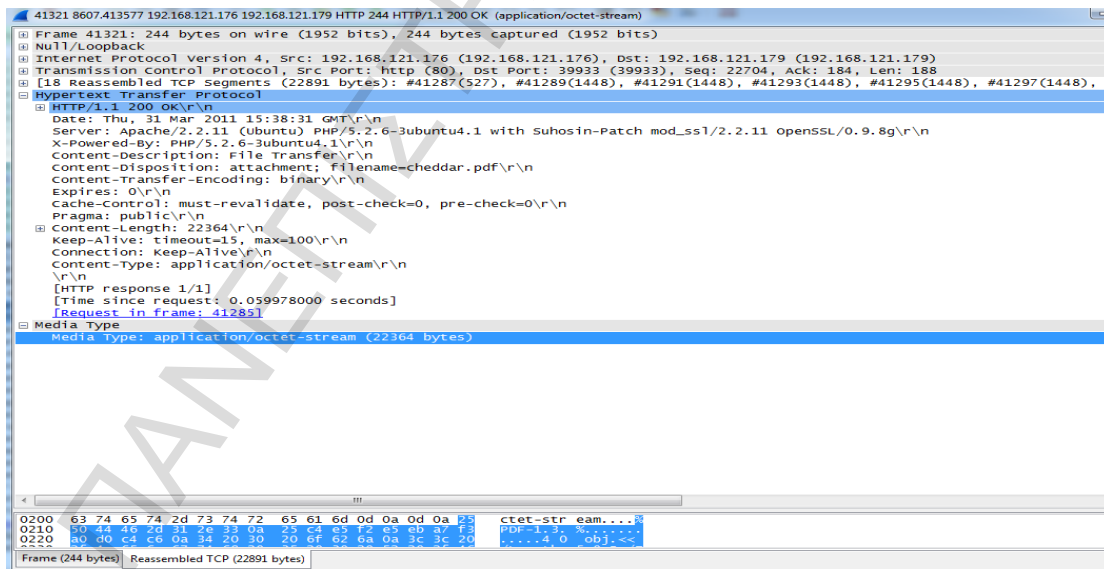 41321 8607.413577 192.168.121.176 192.168.121.179 HTTP 244 HTTP/1.1 200 OK (application/octet-stream)
Frame 41321: 244 bytes on wire (1952 bits), 244 bytes captured (1952 bits)
Null/Loopback
Internet Protocol Version 4, Src: 192.168.121.176 (192.168.121.176), Dst: 192.168.121.179 (192.168.121.179)
Transmission Control Protocol, Src Port: http (80), Dst Port: 39933 (39933), Seq: 22704, Ack: 184, Len: 188
[18 Reassembled TCP Segments (22891 bytes): #41287(527), #41289(1448), #41291(1448), #41293(1448), #41295(1448), #41297(1448),
Hypertext Transfer Protocol
HTTP/1.1 200 OK\r\n
Date: Thu, 31 Mar 2011 15:38:31 GMT\r\n
Server: Apache/2.2.11 (Ubuntu) PHP/5.2.6-3ubuntu4.1 with Suhosin-Patch mod_ssl/2.2.11 OpenSSL/0.9.8g\r\n
X-Powered-By: PHP/5.2.6-3ubuntu4.1\r\n
Content-Description: File Transfer\r\n
Content-Disposition: attachment; filename=cheddar.pdf\r\n
Content-Transfer-Encoding: binary\r\n
Expires: 0\r\n
Cache-Control: must-revalidate, post-check=0, pre-check=0\r\n
Pragma: public\r\n
Content-Length: 22364\r\n
Keep-Alive: timeout=15, max=100\r\n
Connection: Keep-Alive\r\n
Content-Type: application/octet-stream\r\n
\r\n
[HTTP response 1/1]
[Time since request: 0.059978000 seconds]
[Request in frame: 41285]
Media Type
Media Type: application/octet-stream (22364 bytes)
0200 63 74 65 74 2d 73 74 72 65 61 6d 0d 0a 0d 0a 25 ctet-str eam....%
0210 50 44 46 2d 31 2e 33 0a 25 c4 e5 f2 e5 eb a7 f3 PDF-1.3. %.......
0220 a0 d0 c4 c6 0a 34 20 30 20 6f 62 6a 0a 3c 3c 20 .....4 0 obj.<<
Frame (244 bytes) Reassembled TCP (22891 bytes)
ΠΑΝΕΠΙΣΤ